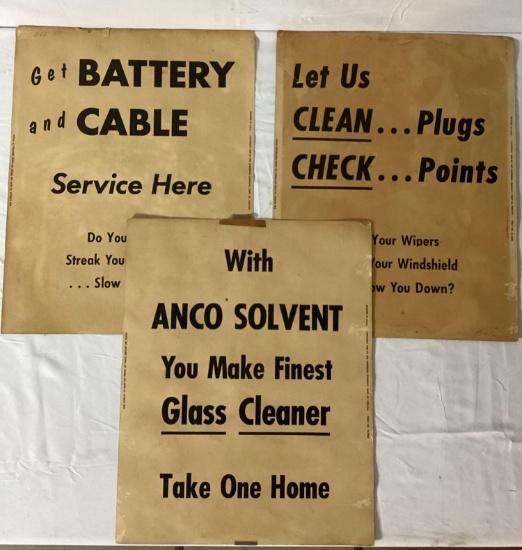 Get BATTERY
and CABLE
Service Here
Do You
Streak You
. . . Slow
Let Us
CLEAN . . . Plugs
CHECK . . . Points
Your Wipers
Your Windshield
ow You Down?
With
ANCO SOLVENT
You Make Finest
Glass Cleaner
Take One Home